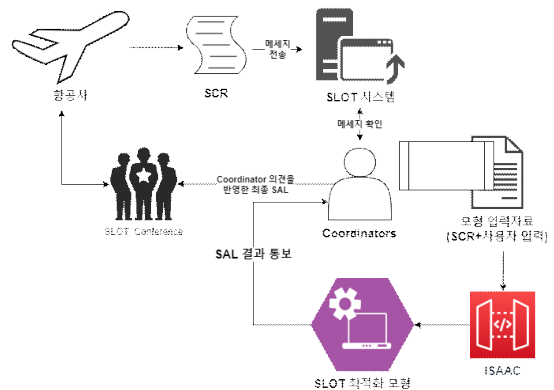 메세지
전송
항공사
SCR
SLOT 시스템
메세지 확인
Coordinator 의견을
반영한 최종 SAL
SLOT Conference
Coordinators
모형 입력자료
(SCR+사용자 입력)
SAL 결과 통보
ISAAC
SLOT 최적화 모형